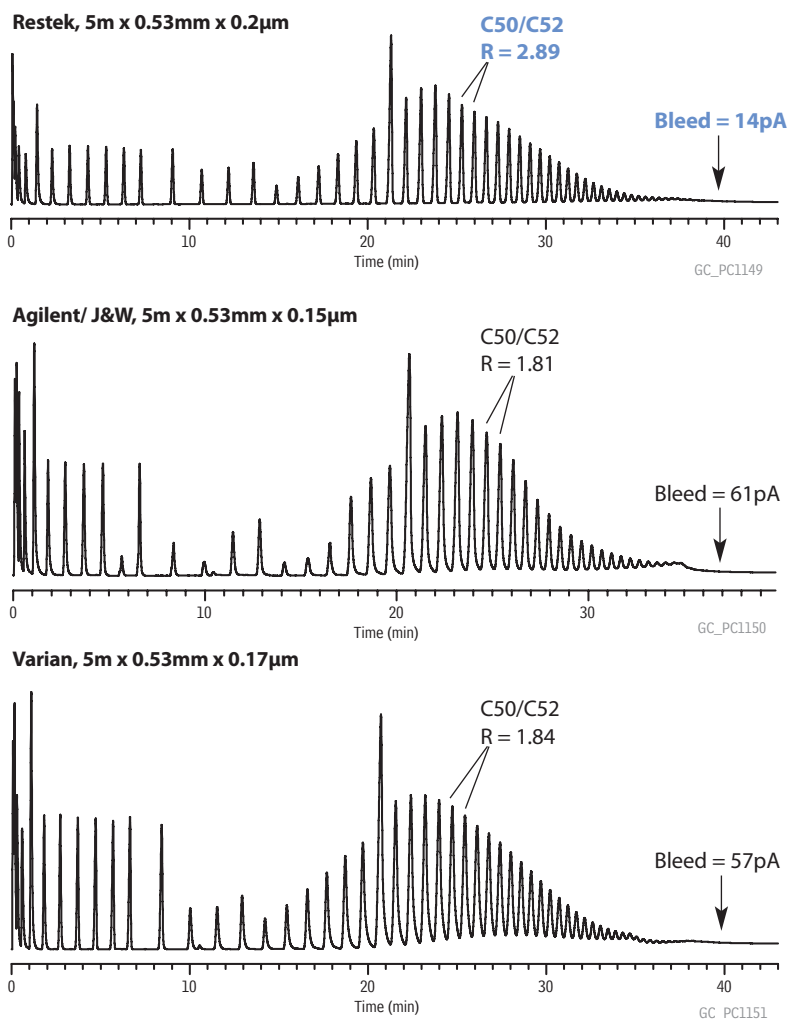 Restek, 5m x 0.53mm x 0.2µm
C50/C52
R = 2.89
Bleed = 14pA
0 10 20 30 40
Time (min)
GC_PC1149
Agilent/ J&W, 5m x 0.53mm x 0.15µm
C50/C52
R = 1.81
Bleed = 61pA
0 10 20 30
Time (min)
GC_PC1150
Varian, 5m x 0.53mm x 0.17µm
C50/C52
R = 1.84
Bleed = 57pA
0 10 20 30 40
Time (min)
GC_PC1151